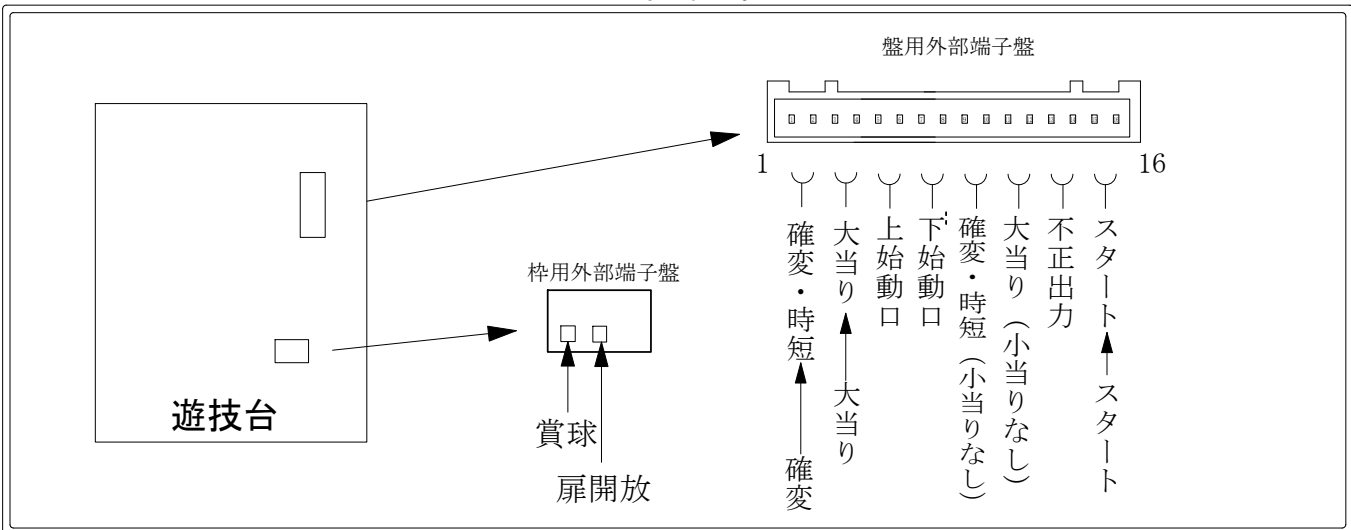 盤用外部端子盤
1
16
確変・時短
大当り
上始動口
下始動口
確変・時短（小当りなし）
大当り（小当りなし）
不正出力
スタート
確変
大当り
スタート
枠用外部端子盤
賞球
扉開放
遊技台